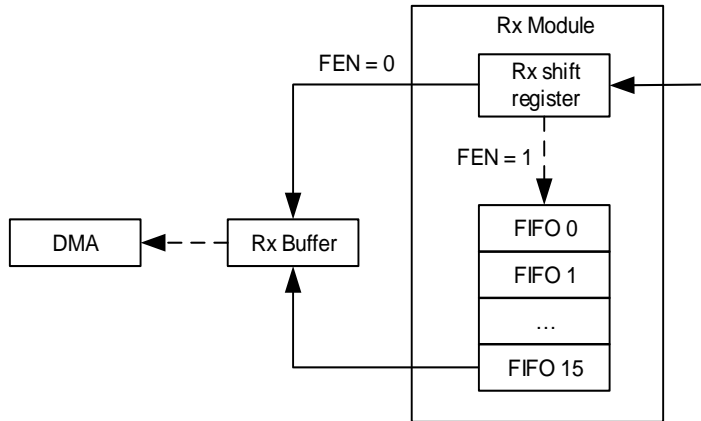 Rx Module
FEN = 0
Rx shift
register
FEN = 1
FIFO 0
DMA
Rx Buffer
FIFO 1
...
FIFO 15